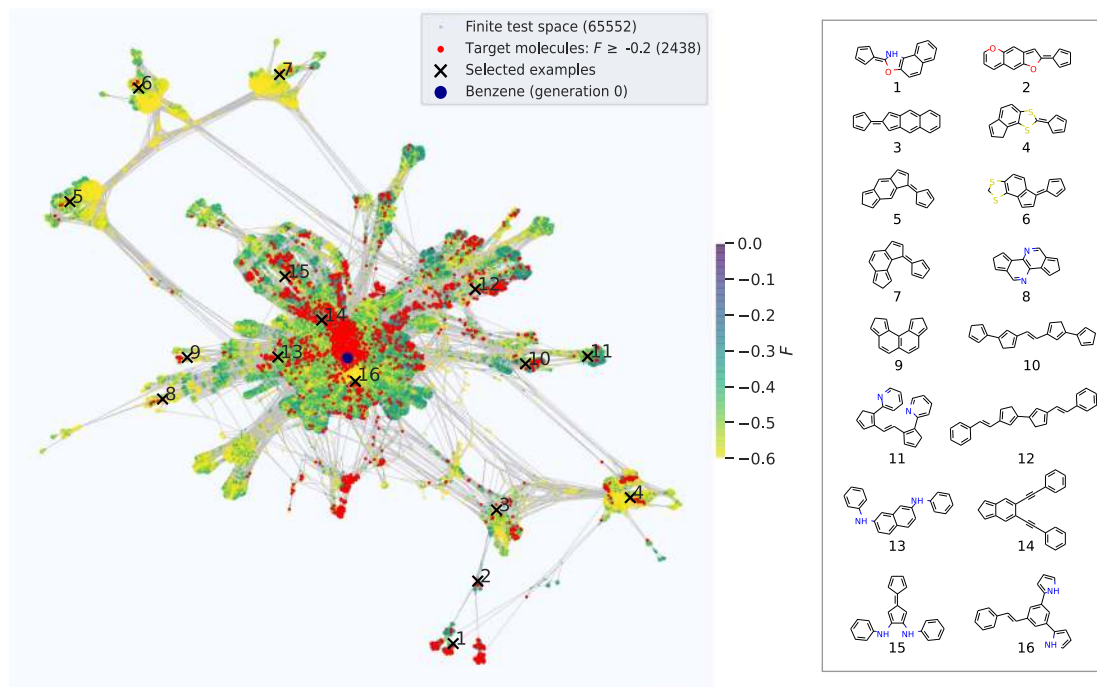 Finite test space (65552)
Target molecules: F ≥ -0.2 (2438)
Selected examples
Benzene (generation 0)
7
6
5
15
12
14
9
13
10
11
16
8
4
3
2
1
0.0
−0.1
−0.2
−0.3
−0.4
−0.5
−0.6
F
NH
O
1
O
O
2
3
S
S
4
5
S
S
6
7
N
N
8
9
10
N
N
11
12
NH
NH
13
14
NH
NH
15
NH
NH
16